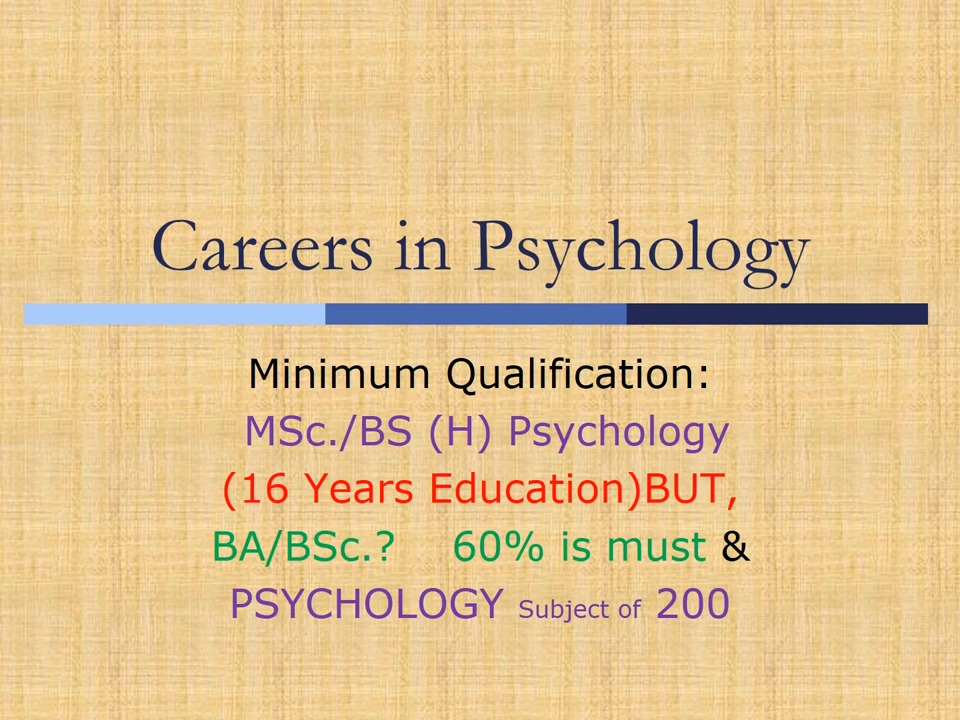 Careers in Psychology
Minimum Qualification:
MSc./BS (H) Psychology
(16 Years Education)BUT,
BA/BSc.? 60% is must &
PSYCHOLOGY Subject of 200